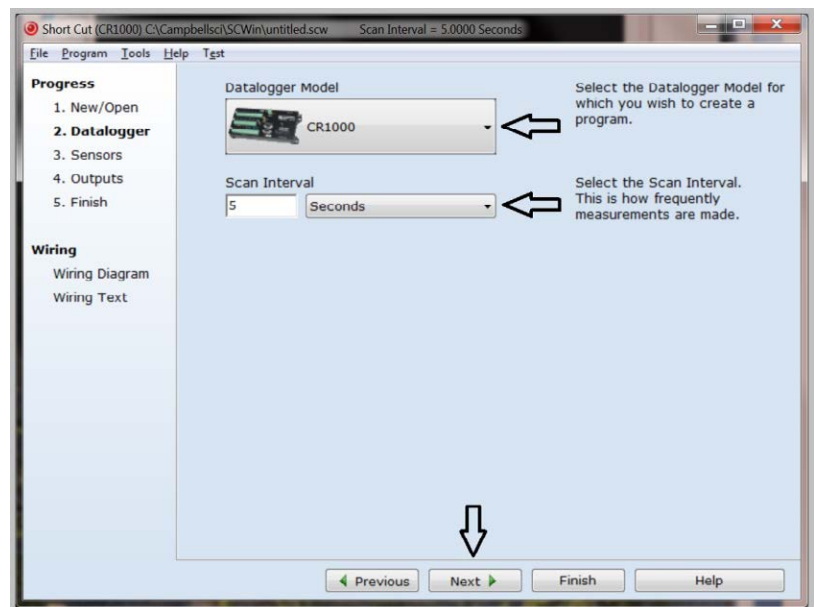 Short Cut (CR1000) C:\Campbellsci\SCWin\untitled.scw Scan Interval = 5.0000 Seconds
File Program Tools Help Test
Progress
1. New/Open
2. Datalogger
3. Sensors
4. Outputs
5. Finish
Wiring
Wiring Diagram
Wiring Text
Datalogger Model
CR1000
Select the Datalogger Model for
which you wish to create a
program.
Scan Interval
5 Seconds
Select the Scan Interval.
This is how frequently
measurements are made.
Previous Next Finish Help